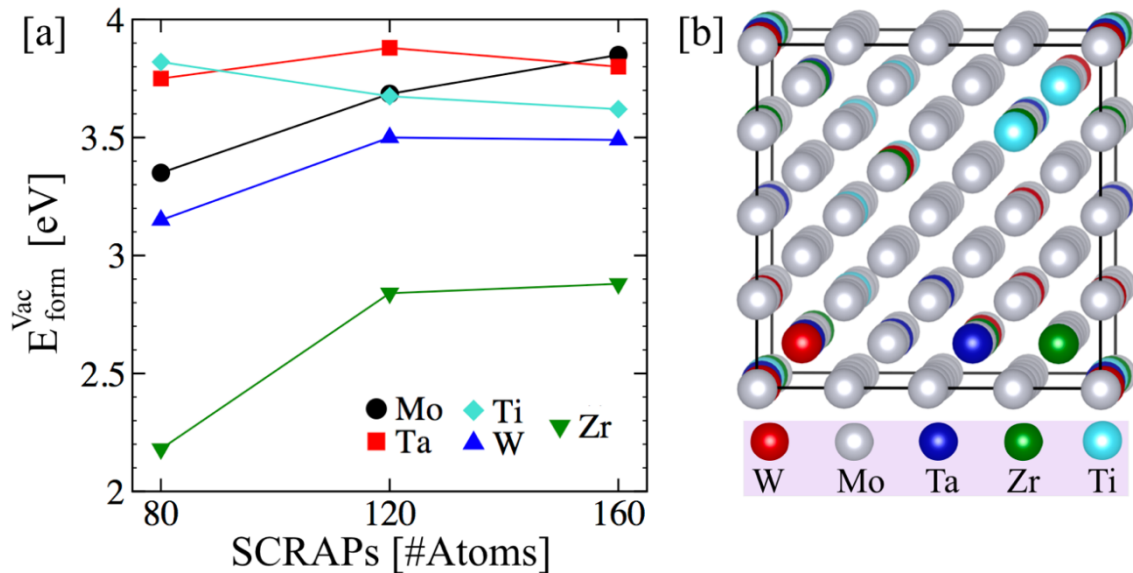 [a]
4
3.5
3
2.5
2
E^Vac_form [eV]
Mo Ti Zr
Ta W
80 120 160
SCRAPs [#Atoms]
[b]
W Mo Ta Zr Ti